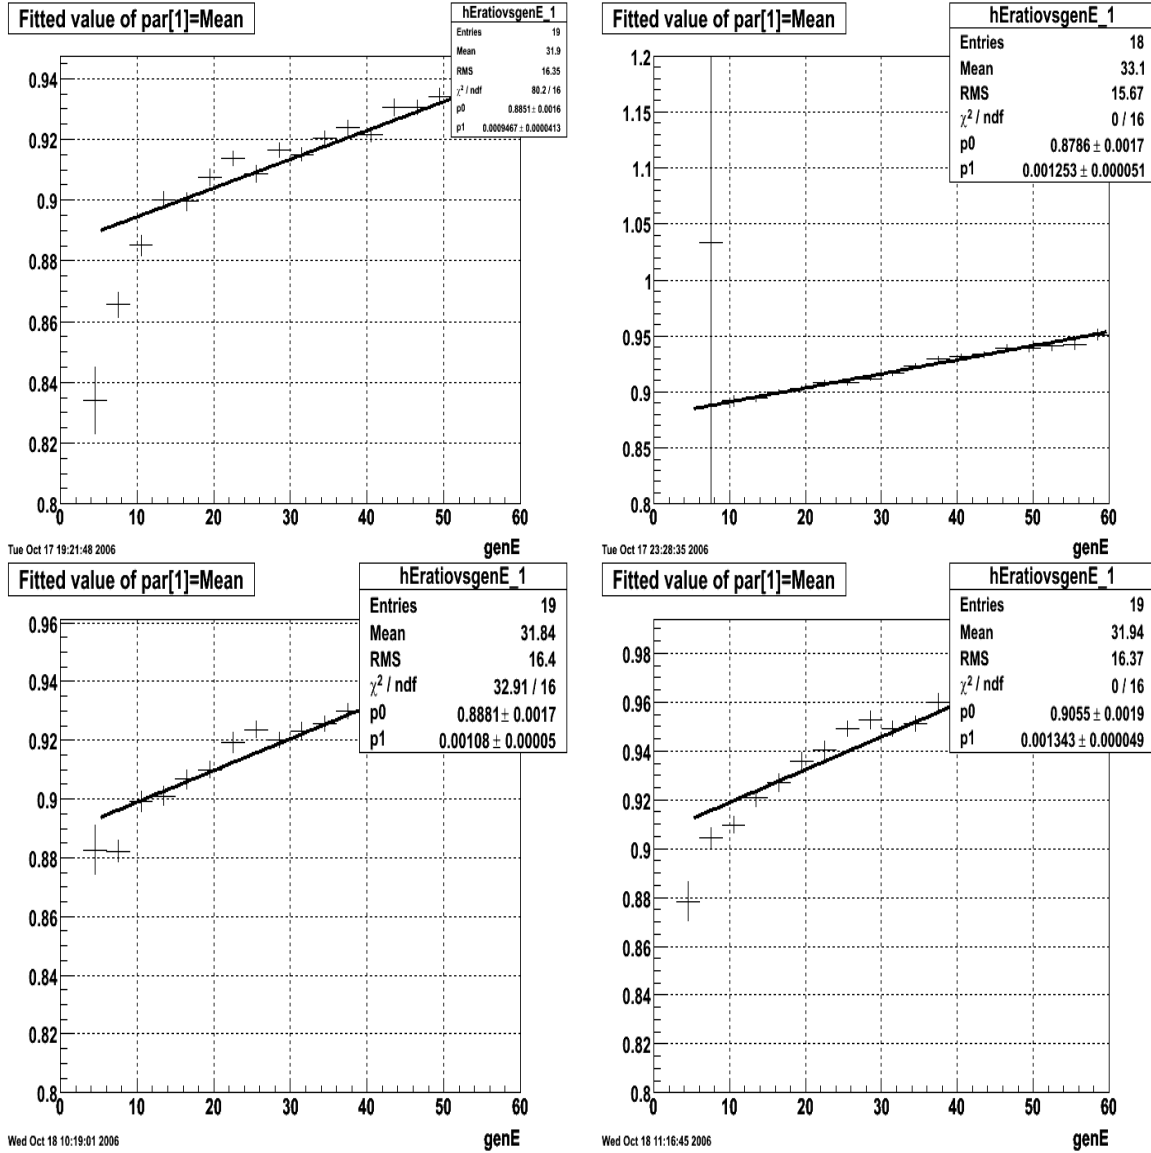 Fitted value of par[1]=Mean
hEratiovsgenE_1
Entries 19
Mean 31.9
RMS 16.35
χ² / ndf 80.2 / 16
p0 0.8851 ± 0.0016
p1 0.0009467 ± 0.0000413
0.94
0.92
0.9
0.88
0.86
0.84
0.82
0.8
0 10 20 30 40 50 60
genE
Tue Oct 17 19:21:48 2006
Fitted value of par[1]=Mean
hEratiovsgenE_1
Entries 18
Mean 33.1
RMS 15.67
χ² / ndf 0 / 16
p0 0.8786 ± 0.0017
p1 0.001253 ± 0.000051
1.2
1.15
1.1
1.05
1
0.95
0.9
0.85
0.8
0 10 20 30 40 50 60
genE
Tue Oct 17 23:28:35 2006
Fitted value of par[1]=Mean
hEratiovsgenE_1
Entries 19
Mean 31.84
RMS 16.4
χ² / ndf 32.91 / 16
p0 0.8881 ± 0.0017
p1 0.00108 ± 0.00005
0.96
0.94
0.92
0.9
0.88
0.86
0.84
0.82
0.8
0 10 20 30 40 50 60
genE
Wed Oct 18 10:19:01 2006
Fitted value of par[1]=Mean
hEratiovsgenE_1
Entries 19
Mean 31.94
RMS 16.37
χ² / ndf 0 / 16
p0 0.9055 ± 0.0019
p1 0.001343 ± 0.000049
0.98
0.96
0.94
0.92
0.9
0.88
0.86
0.84
0.82
0.8
0 10 20 30 40 50 60
genE
Wed Oct 18 11:16:45 2006